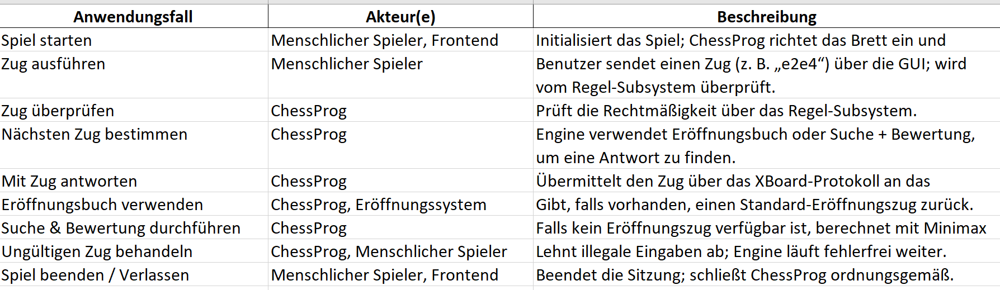 Anwendungsfall Akteur(e) Beschreibung
Spiel starten Menschlicher Spieler, Frontend Initialisiert das Spiel; ChessProg richtet das Brett ein und
Zug ausführen Menschlicher Spieler Benutzer sendet einen Zug (z. B. „e2e4“) über die GUI; wird
vom Regel-Subsystem überprüft.
Zug überprüfen ChessProg Prüft die Rechtmäßigkeit über das Regel-Subsystem.
Nächsten Zug bestimmen ChessProg Engine verwendet Eröffnungsbuch oder Suche + Bewertung,
um eine Antwort zu finden.
Mit Zug antworten ChessProg Übermittelt den Zug über das XBoard-Protokoll an das
Eröffnungsbuch verwenden ChessProg, Eröffnungssystem Gibt, falls vorhanden, einen Standard-Eröffnungszug zurück.
Suche & Bewertung durchführen ChessProg Falls kein Eröffnungszug verfügbar ist, berechnet mit Minimax
Ungültigen Zug behandeln ChessProg, Menschlicher Spieler Lehnt illegale Eingaben ab; Engine läuft fehlerfrei weiter.
Spiel beenden / Verlassen Menschlicher Spieler, Frontend Beendet die Sitzung; schließt ChessProg ordnungsgemäß.